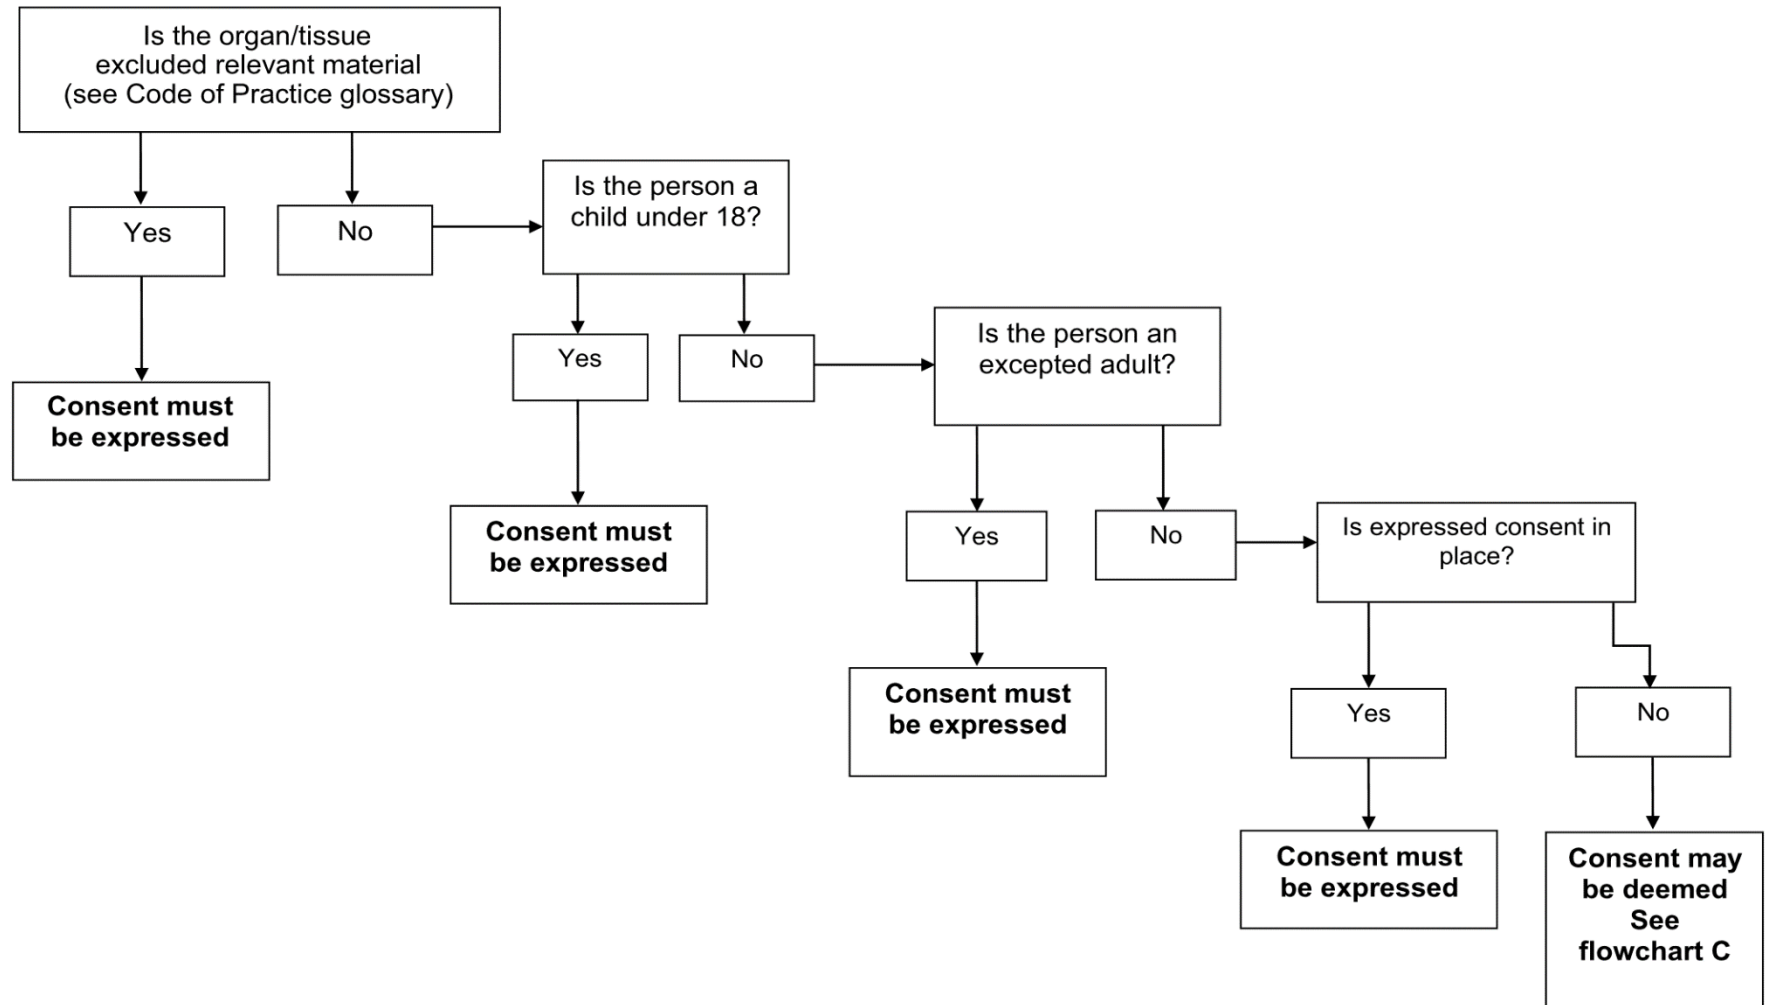 Is the organ/tissue
excluded relevant material
(see Code of Practice glossary)
Yes
No
Consent must
be expressed
Is the person a
child under 18?
Yes
No
Consent must
be expressed
Is the person an
excepted adult?
Yes
No
Consent must
be expressed
Is expressed consent in
place?
Yes
No
Consent must
be expressed
Consent may
be deemed
See
flowchart C